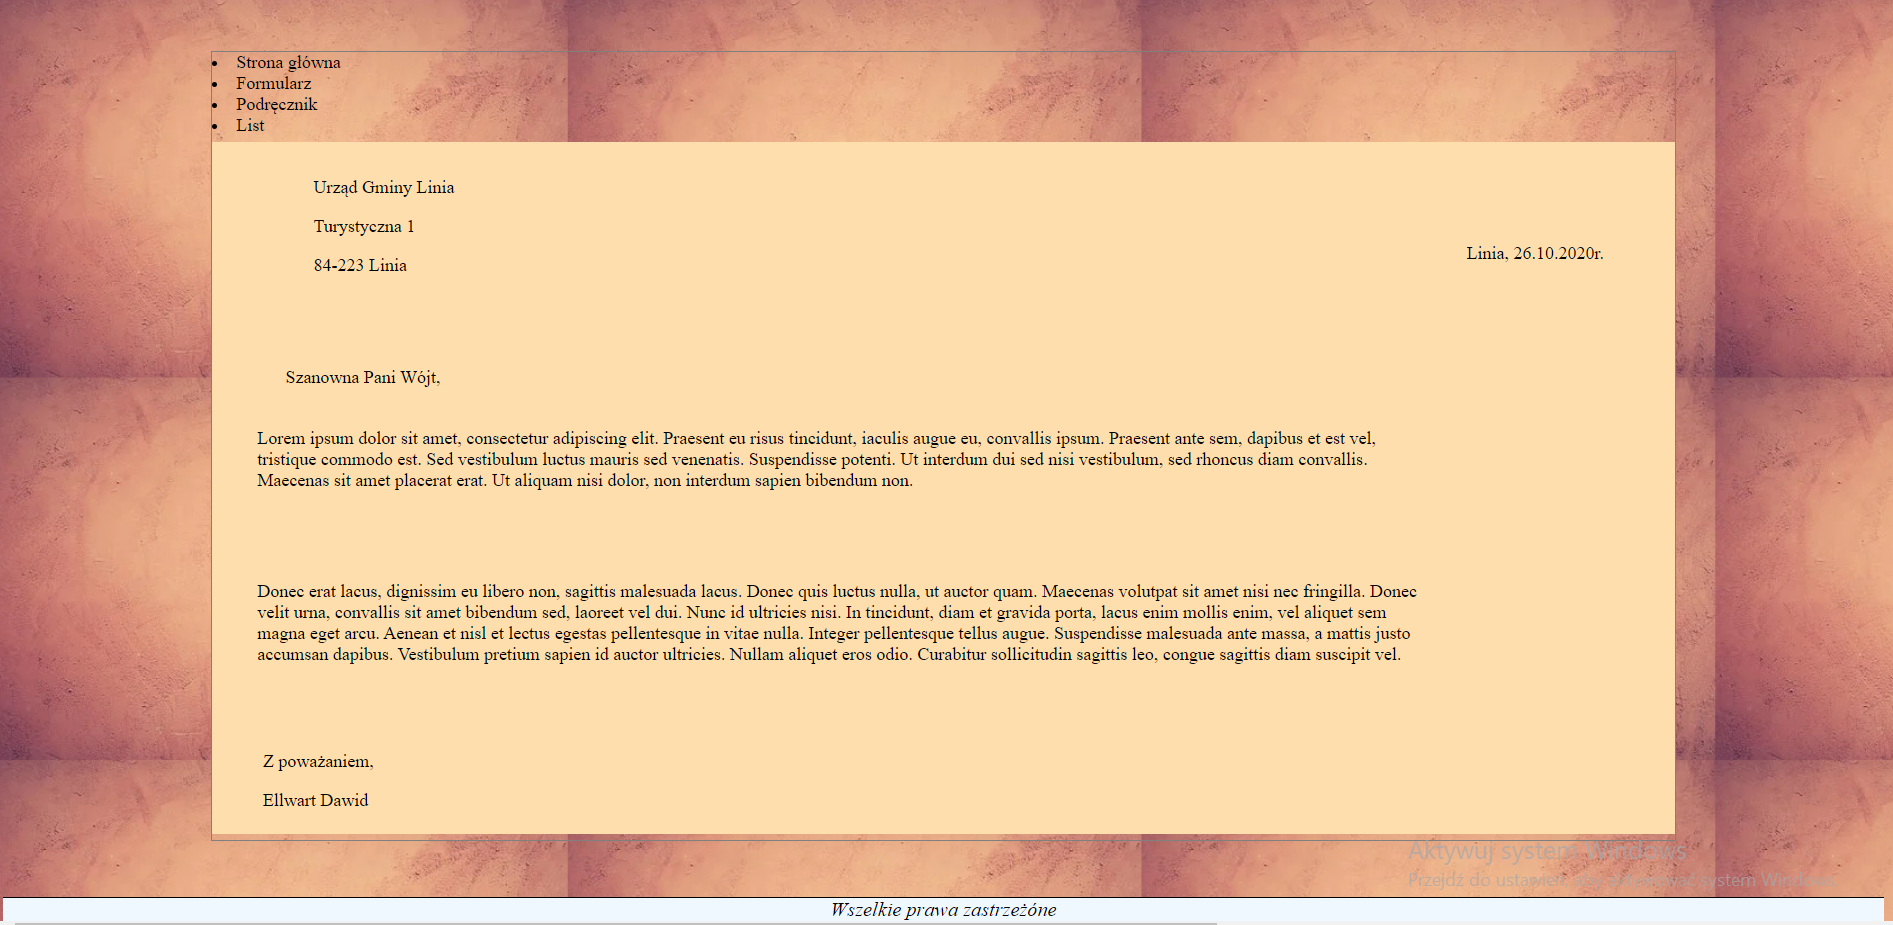 Strona główna
Formularz
Podręcznik
List
Urząd Gminy Linia
Turystyczna 1
84-223 Linia
Linia, 26.10.2020r.
Szanowna Pani Wójt,
Lorem ipsum dolor sit amet, consectetur adipiscing elit. Praesent eu risus tincidunt, iaculis augue eu, convallis ipsum. Praesent ante sem, dapibus et est vel,
tristique commodo est. Sed vestibulum luctus mauris sed venenatis. Suspendisse potenti. Ut interdum dui sed nisi vestibulum, sed rhoncus diam convallis.
Maecenas sit amet placerat erat. Ut aliquam nisi dolor, non interdum sapien bibendum non.
Donec erat lacus, dignissim eu libero non, sagittis malesuada lacus. Donec quis luctus nulla, ut auctor quam. Maecenas volutpat sit amet nisi nec fringilla. Donec
velit urna, convallis sit amet bibendum sed, laoreet vel dui. Nunc id ultricies nisi. In tincidunt, diam et gravida porta, lacus enim mollis enim, vel aliquet sem
magna eget arcu. Aenean et nisl et lectus egestas pellentesque in vitae nulla. Integer pellentesque tellus augue. Suspendisse malesuada ante massa, a mattis justo
accumsan dapibus. Vestibulum pretium sapien id auctor ultricies. Nullam aliquet eros odio. Curabitur sollicitudin sagittis leo, congue sagittis diam suscipit vel.
Z poważaniem,
Ellwart Dawid
Aktywuj system Windows
Przejdź do ustawień, aby aktywować system Windows.
Wszelkie prawa zastrzeżóne